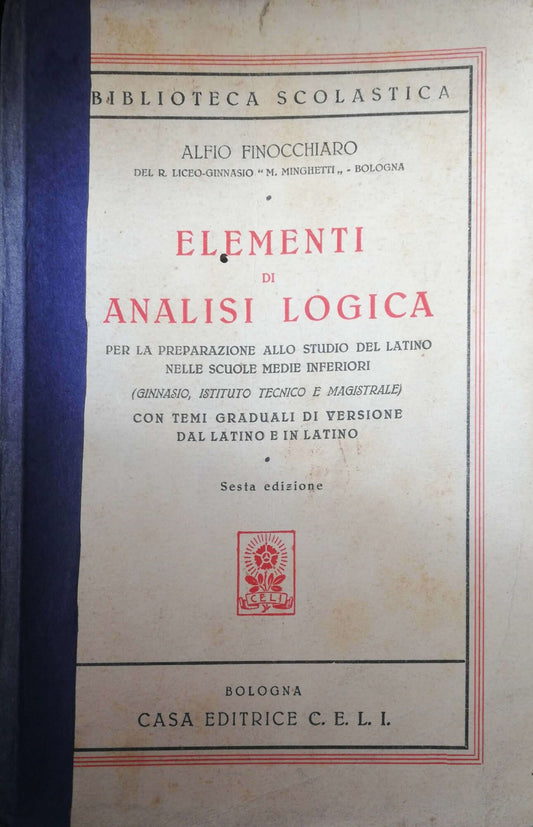 BIBLIOTECA SCOLASTICA
ALFIO FINOCCHIARO
DEL R. LICEO-GINNASIO "M. MINGHETTI„ - BOLOGNA
ELEMENTI
DI
ANALISI LOGICA
PER LA PREPARAZIONE ALLO STUDIO DEL LATINO
NELLE SCUOLE MEDIE INFERIORI
(GINNASIO, ISTITUTO TECNICO E MAGISTRALE)
CON TEMI GRADUALI DI VERSIONE
DAL LATINO E IN LATINO
Sesta edizione
C.E.L.I.
BOLOGNA
CASA EDITRICE C. E. L. I.